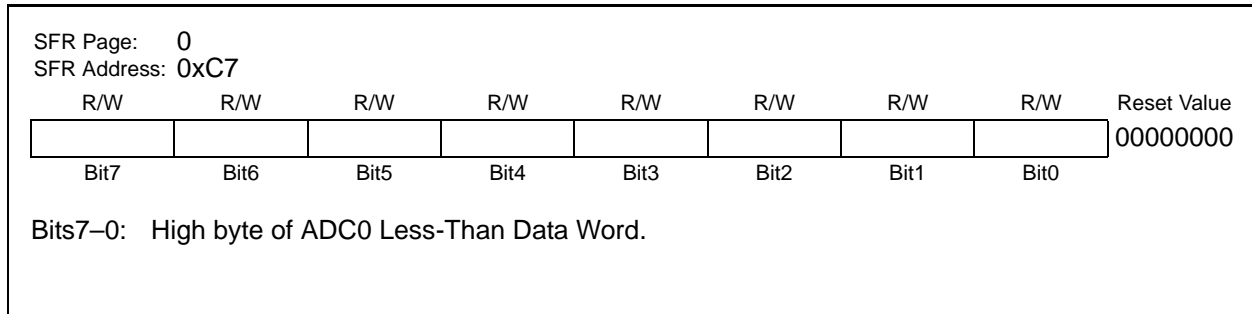 SFR Page: 0
SFR Address: 0xC7
R/W R/W R/W R/W R/W R/W R/W R/W Reset Value
00000000
Bit7 Bit6 Bit5 Bit4 Bit3 Bit2 Bit1 Bit0
Bits7–0: High byte of ADC0 Less-Than Data Word.